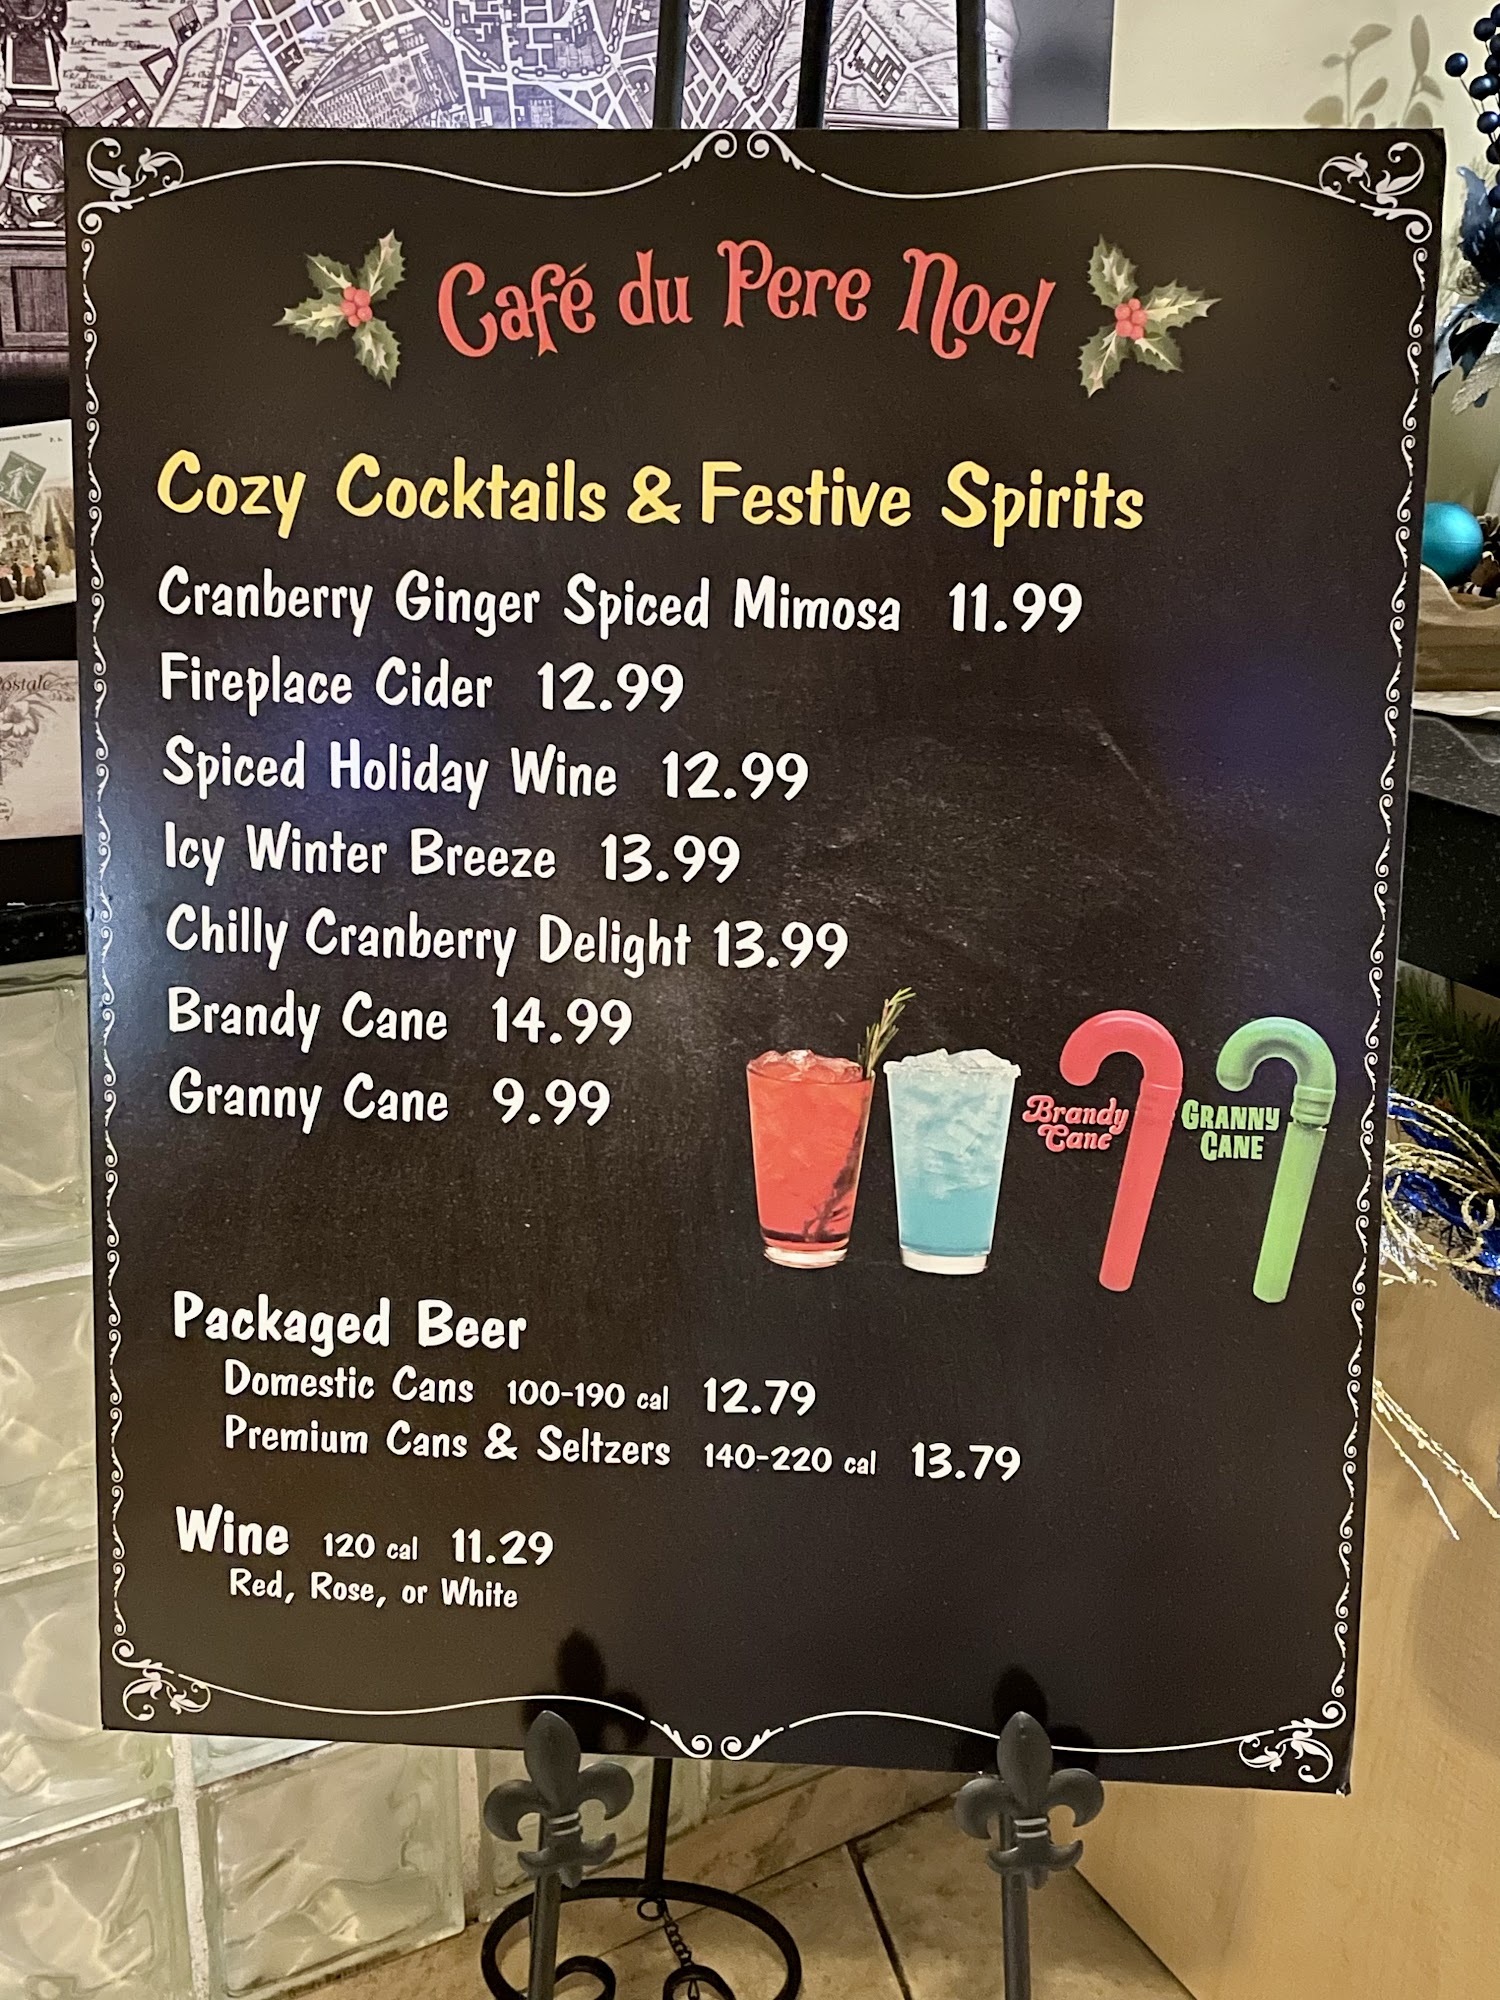 Café du Pere Noel
Cozy Cocktails & Festive Spirits
Cranberry Ginger Spiced Mimosa 11.99
Fireplace Cider 12.99
Spiced Holiday Wine 12.99
Icy Winter Breeze 13.99
Chilly Cranberry Delight 13.99
Brandy Cane 14.99
Granny Cane 9.99
Brandy
Cane
GRANNY
CANE
Packaged Beer
Domestic Cans 100-190 cal 12.79
Premium Cans & Seltzers 140-220 cal 13.79
Wine 120 cal 11.29
Red, Rose, or White